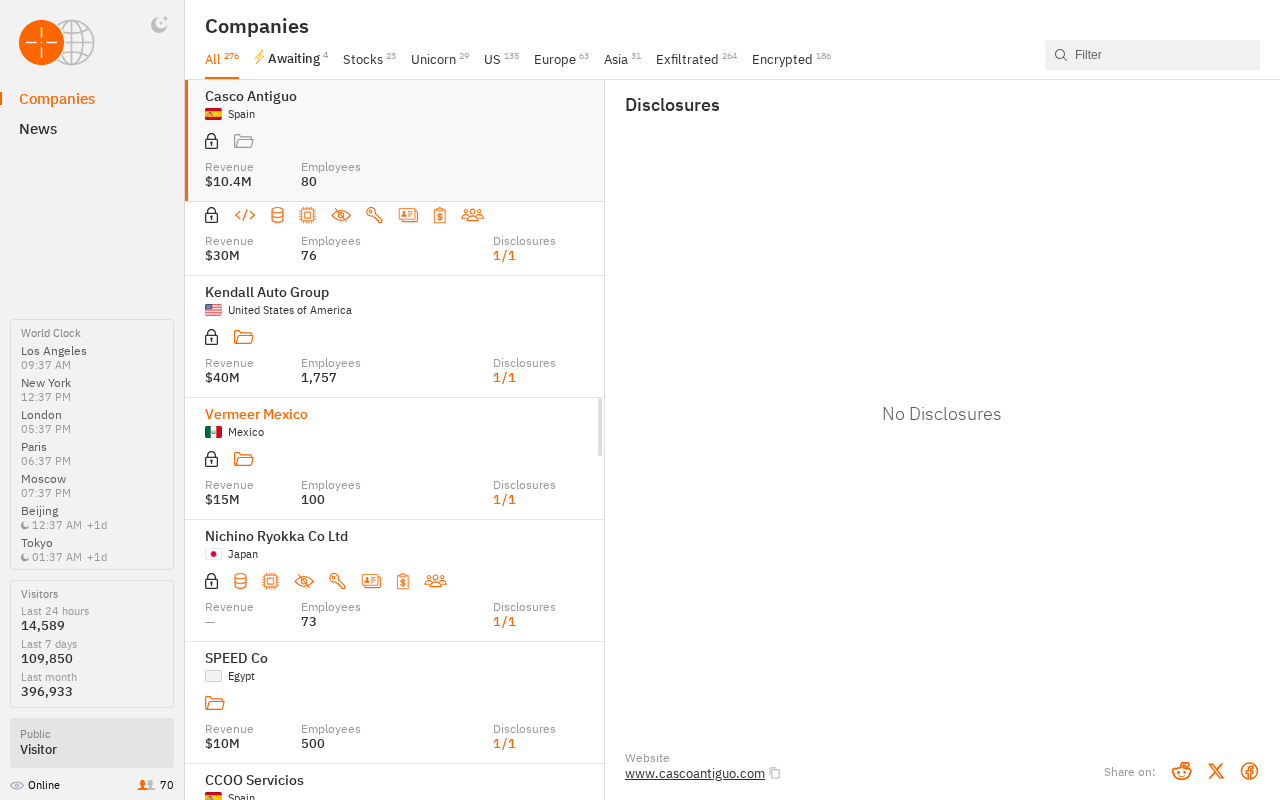 Companies
News
World Clock
Los Angeles
09:37 AM
New York
12:37 PM
London
05:37 PM
Paris
06:37 PM
Moscow
07:37 PM
Beijing
12:37 AM +1d
Tokyo
01:37 AM +1d
Visitors
Last 24 hours
14,589
Last 7 days
109,850
Last month
396,933
Public
Visitor
Online 70
Companies
All 276 Awaiting 4 Stocks 23 Unicorn 29 US 135 Europe 63 Asia 31 Exfiltrated 264 Encrypted 186
Filter
Casco Antiguo
Spain
Revenue Employees
$10.4M 80
Revenue Employees Disclosures
$30M 76 1/1
Kendall Auto Group
United States of America
Revenue Employees Disclosures
$40M 1,757 1/1
Vermeer Mexico
Mexico
Revenue Employees Disclosures
$15M 100 1/1
Nichino Ryokka Co Ltd
Japan
Revenue Employees Disclosures
— 73 1/1
SPEED Co
Egypt
Revenue Employees Disclosures
$10M 500 1/1
CCOO Servicios
Spain
Disclosures
No Disclosures
Website
www.cascoantiguo.com
Share on: